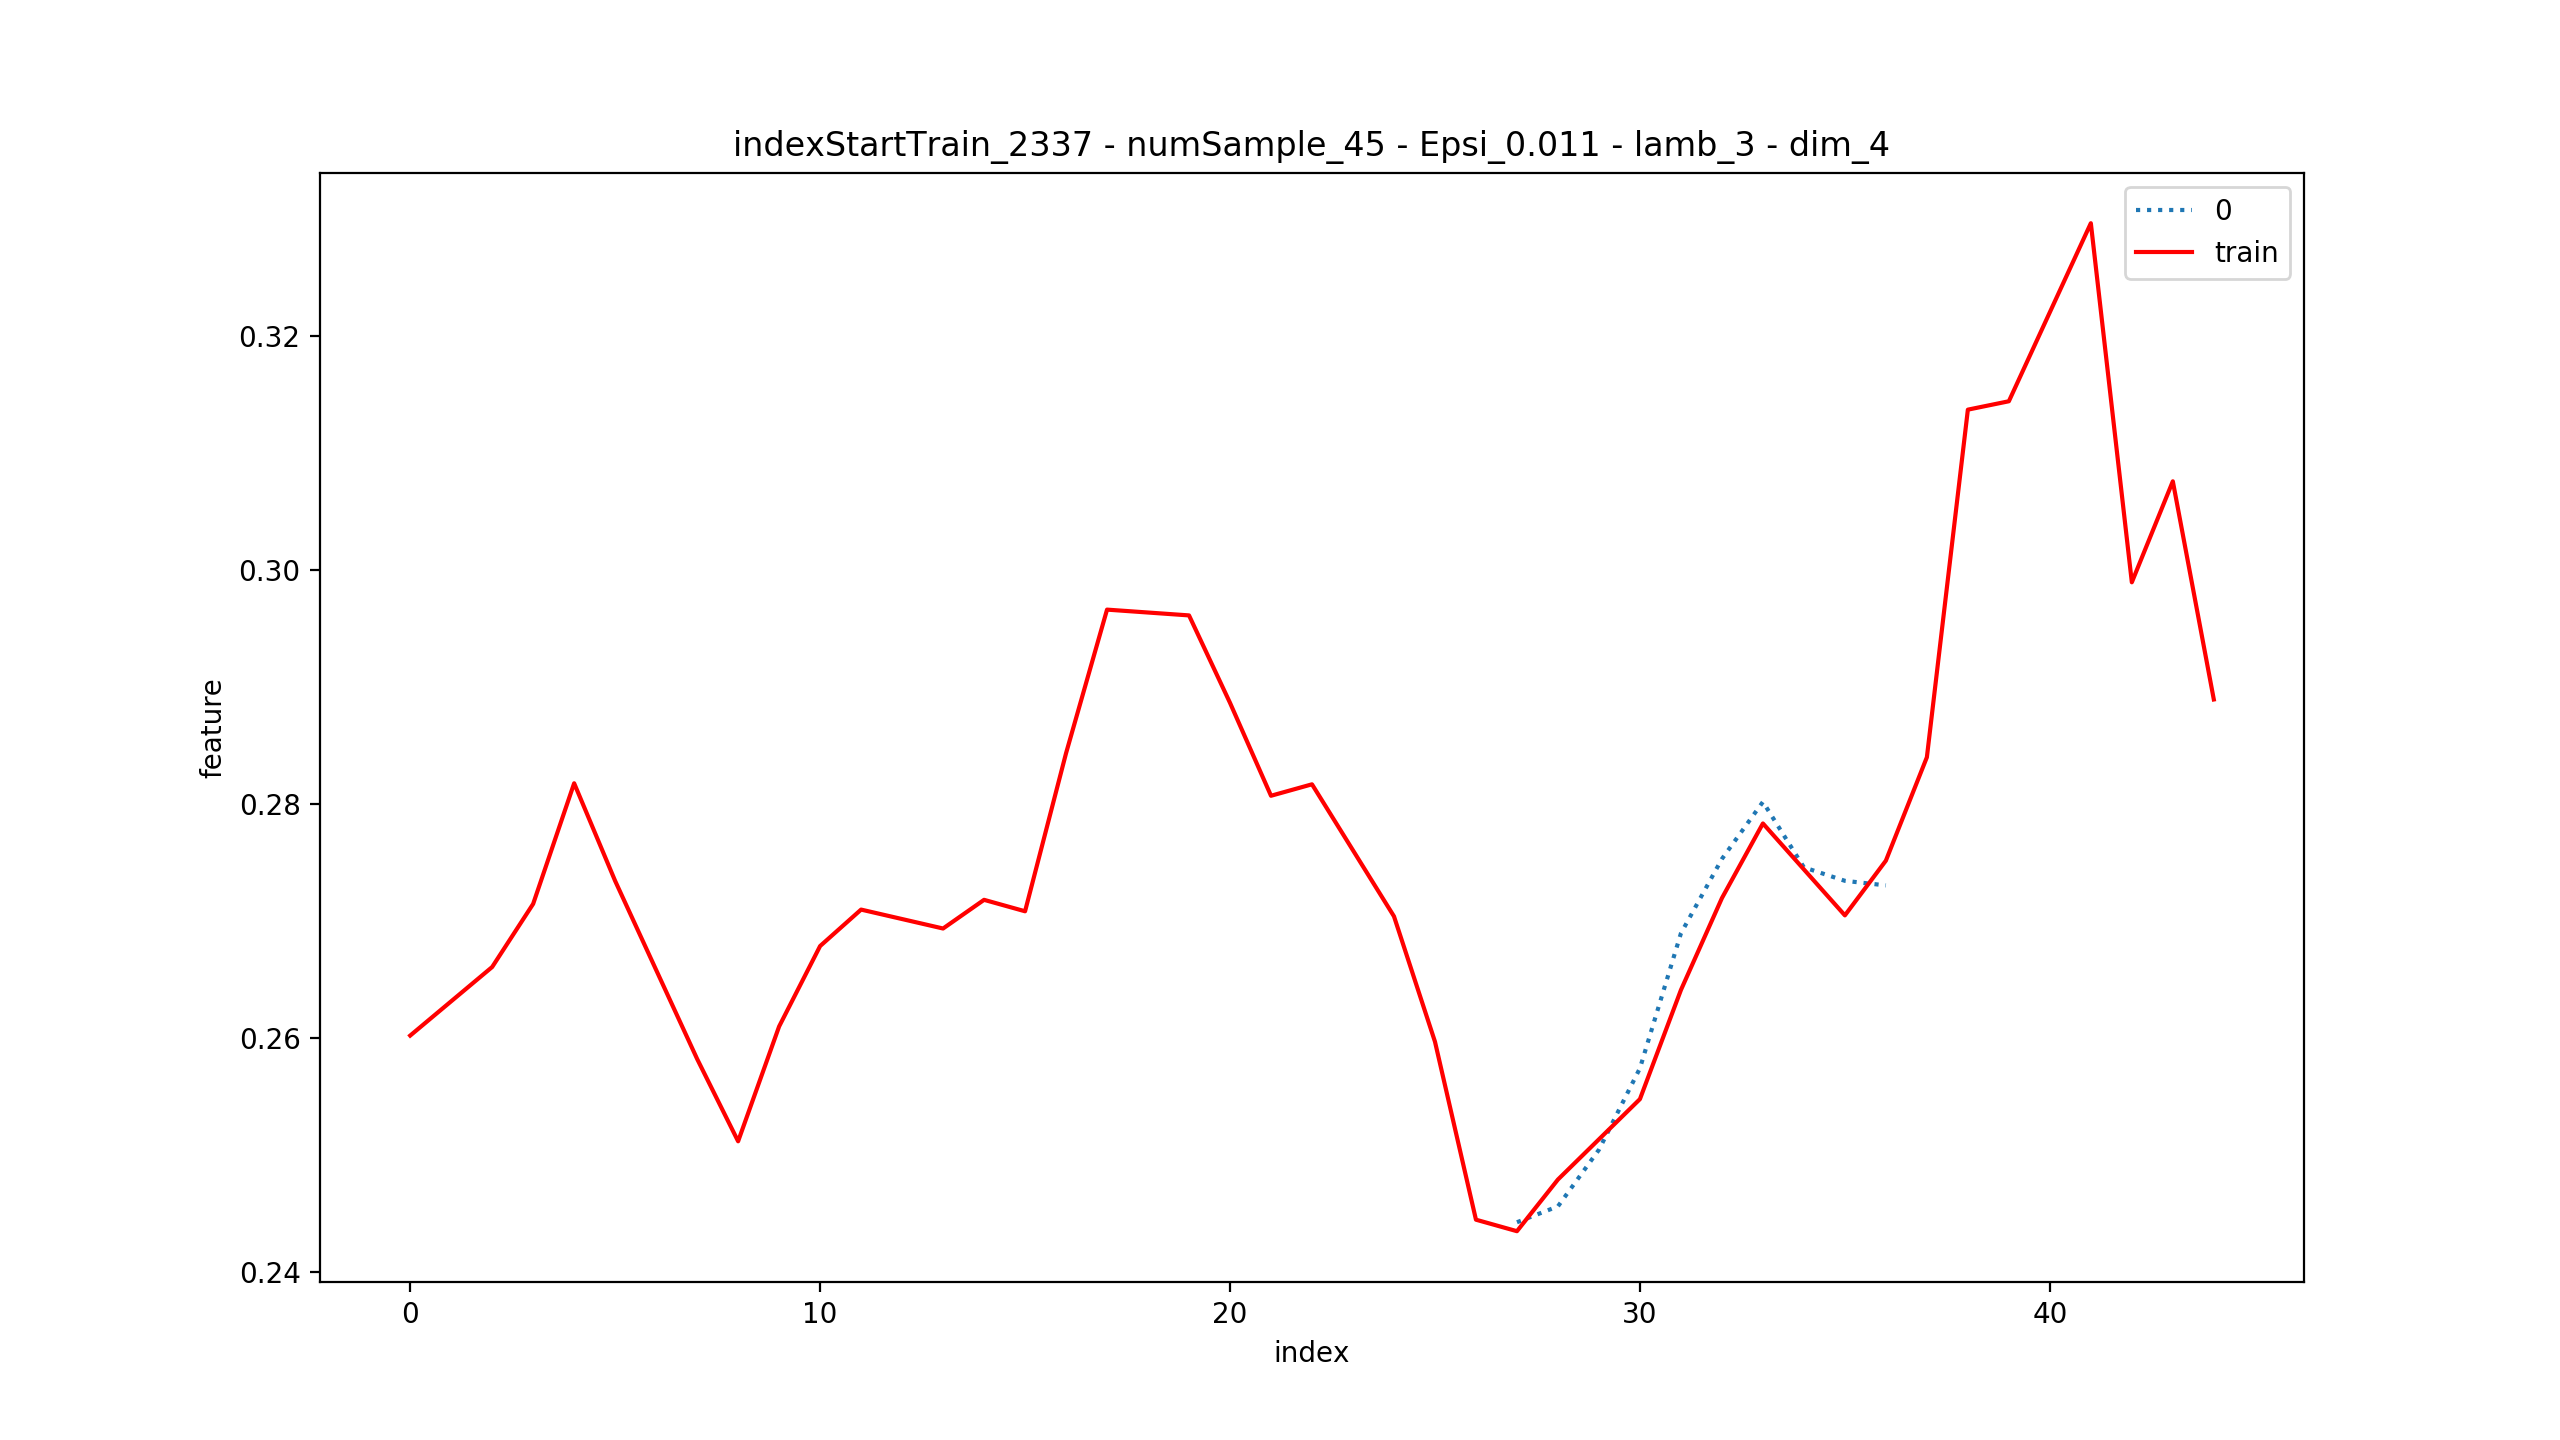 indexStartTrain_2337 - numSample_45 - Epsi_0.011 - lamb_3 - dim_4
0
train
feature
0.32
0.30
0.28
0.26
0.24
0 10 20 30 40
index